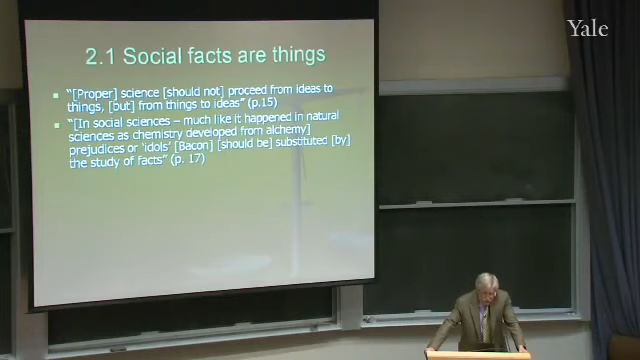 Yale
2.1 Social facts are things
"[Proper] science [should not] proceed from ideas to
things, [but] from things to ideas" (p.15)
"[In social sciences – much like it happened in natural
sciences as chemistry developed from alchemy]
prejudices or 'idols' [Bacon] [should be] substituted [by]
the study of facts" (p. 17)